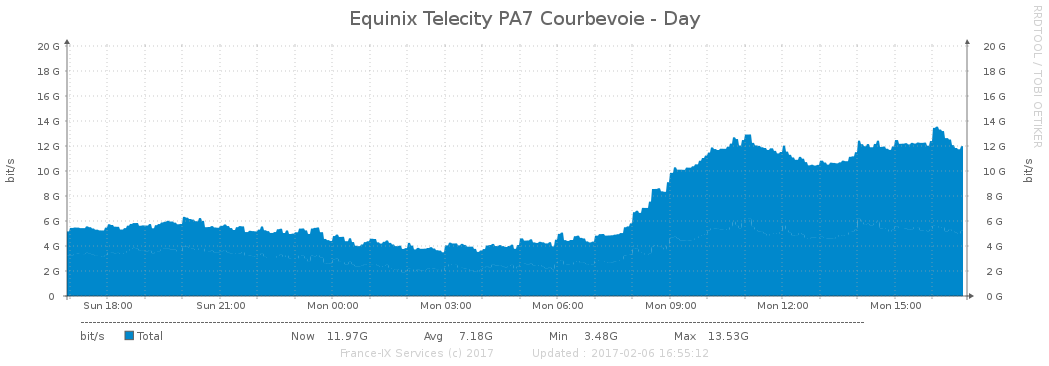 Equinix Telecity PA7 Courbevoie - Day
RRDTOOL / TOBI OETIKER
bit/s
20 G 20 G
18 G 18 G
16 G 16 G
14 G 14 G
12 G 12 G
10 G 10 G
8 G 8 G
6 G 6 G
4 G 4 G
2 G 2 G
0 0 G
bit/s
Sun 18:00 Sun 21:00 Mon 00:00 Mon 03:00 Mon 06:00 Mon 09:00 Mon 12:00 Mon 15:00
bit/s Total Now 11.97G Avg 7.18G Min 3.48G Max 13.53G
France-IX Services (c) 2017 Updated : 2017-02-06 16:55:12